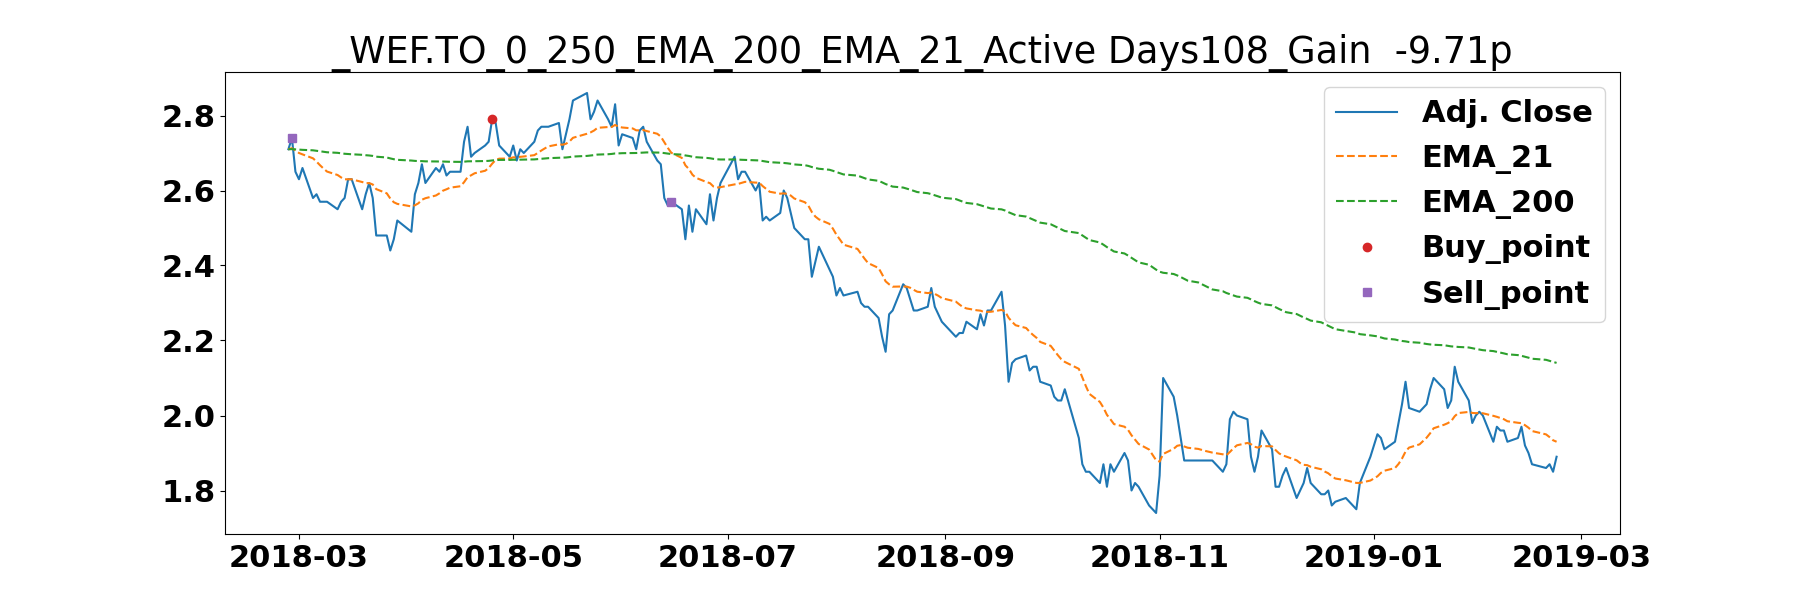 _WEF.TO_0_250_EMA_200_EMA_21_Active Days108_Gain  -9.71p
2.8
2.6
2.4
2.2
2.0
1.8
Adj. Close
EMA_21
EMA_200
Buy_point
Sell_point
2018-03 2018-05 2018-07 2018-09 2018-11 2019-01 2019-03